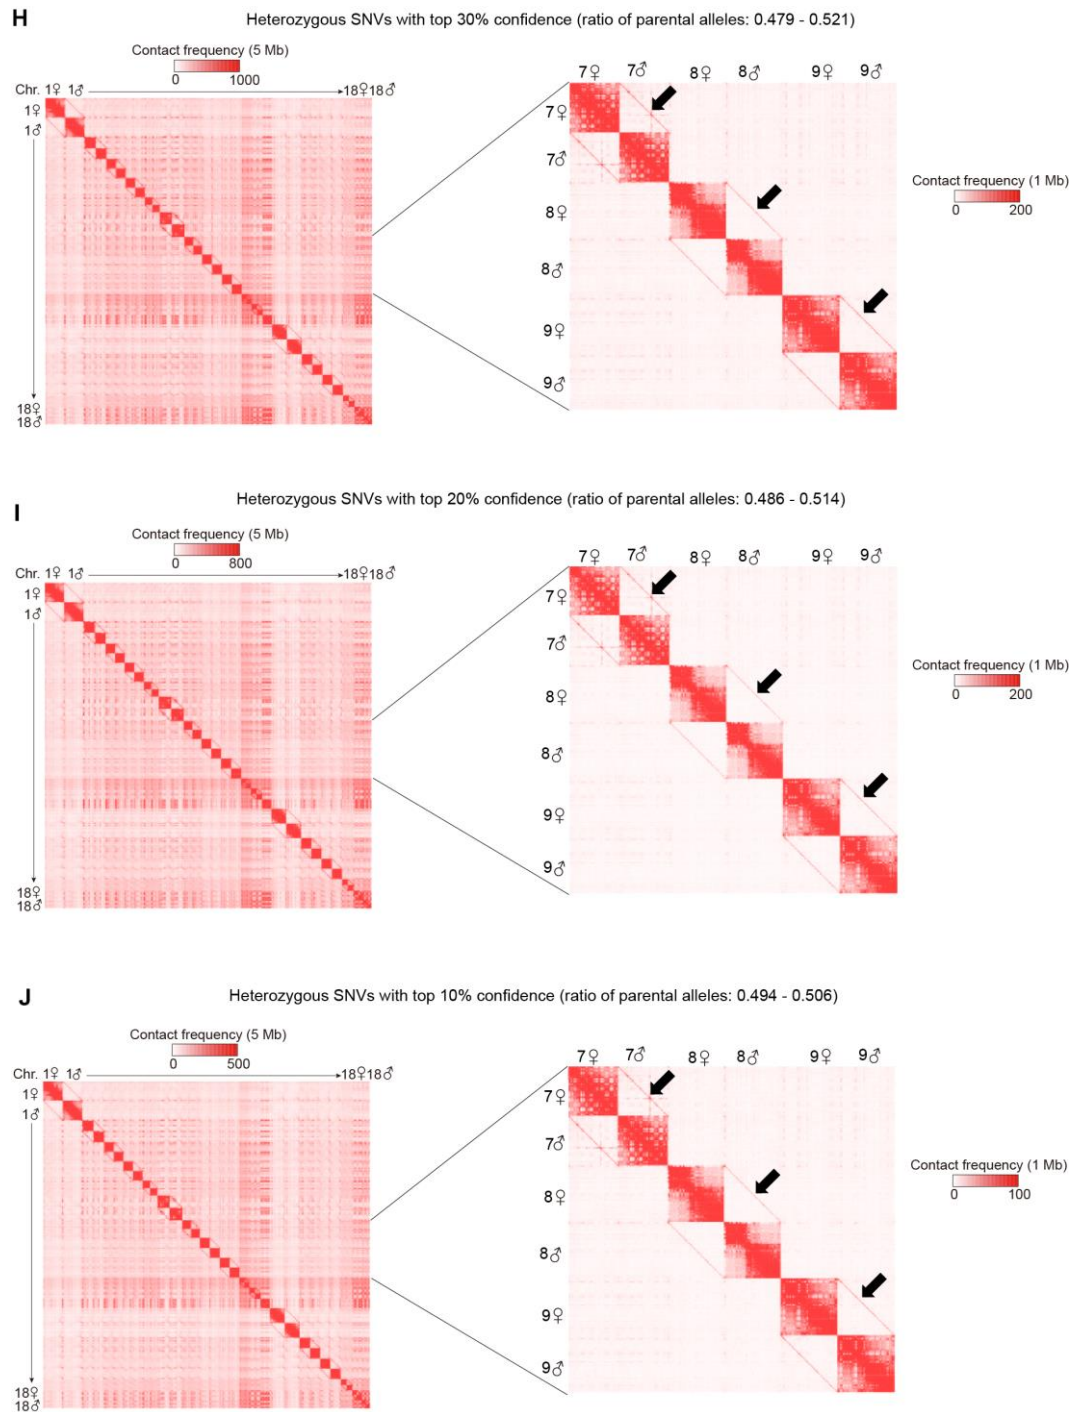 H
Heterozygous SNVs with top 30% confidence (ratio of parental alleles: 0.479 - 0.521)
Contact frequency (5 Mb)
0 1000
Chr. 1♀ 1♂ 18♀ 18♂
1♀
1♂
18♀
18♂
7♀ 7♂ 8♀ 8♂ 9♀ 9♂
7♀
7♂
8♀
8♂
9♀
9♂
Contact frequency (1 Mb)
0 200
I
Heterozygous SNVs with top 20% confidence (ratio of parental alleles: 0.486 - 0.514)
Contact frequency (5 Mb)
0 800
Chr. 1♀ 1♂ 18♀ 18♂
1♀
1♂
18♀
18♂
7♀ 7♂ 8♀ 8♂ 9♀ 9♂
7♀
7♂
8♀
8♂
9♀
9♂
Contact frequency (1 Mb)
0 200
J
Heterozygous SNVs with top 10% confidence (ratio of parental alleles: 0.494 - 0.506)
Contact frequency (5 Mb)
0 500
Chr. 1♀ 1♂ 18♀ 18♂
1♀
1♂
18♀
18♂
7♀ 7♂ 8♀ 8♂ 9♀ 9♂
7♀
7♂
8♀
8♂
9♀
9♂
Contact frequency (1 Mb)
0 100